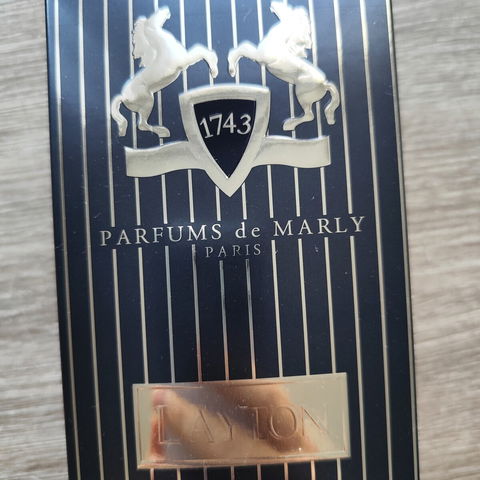 1743
PARFUMS de MARLY
PARIS
LAYTON